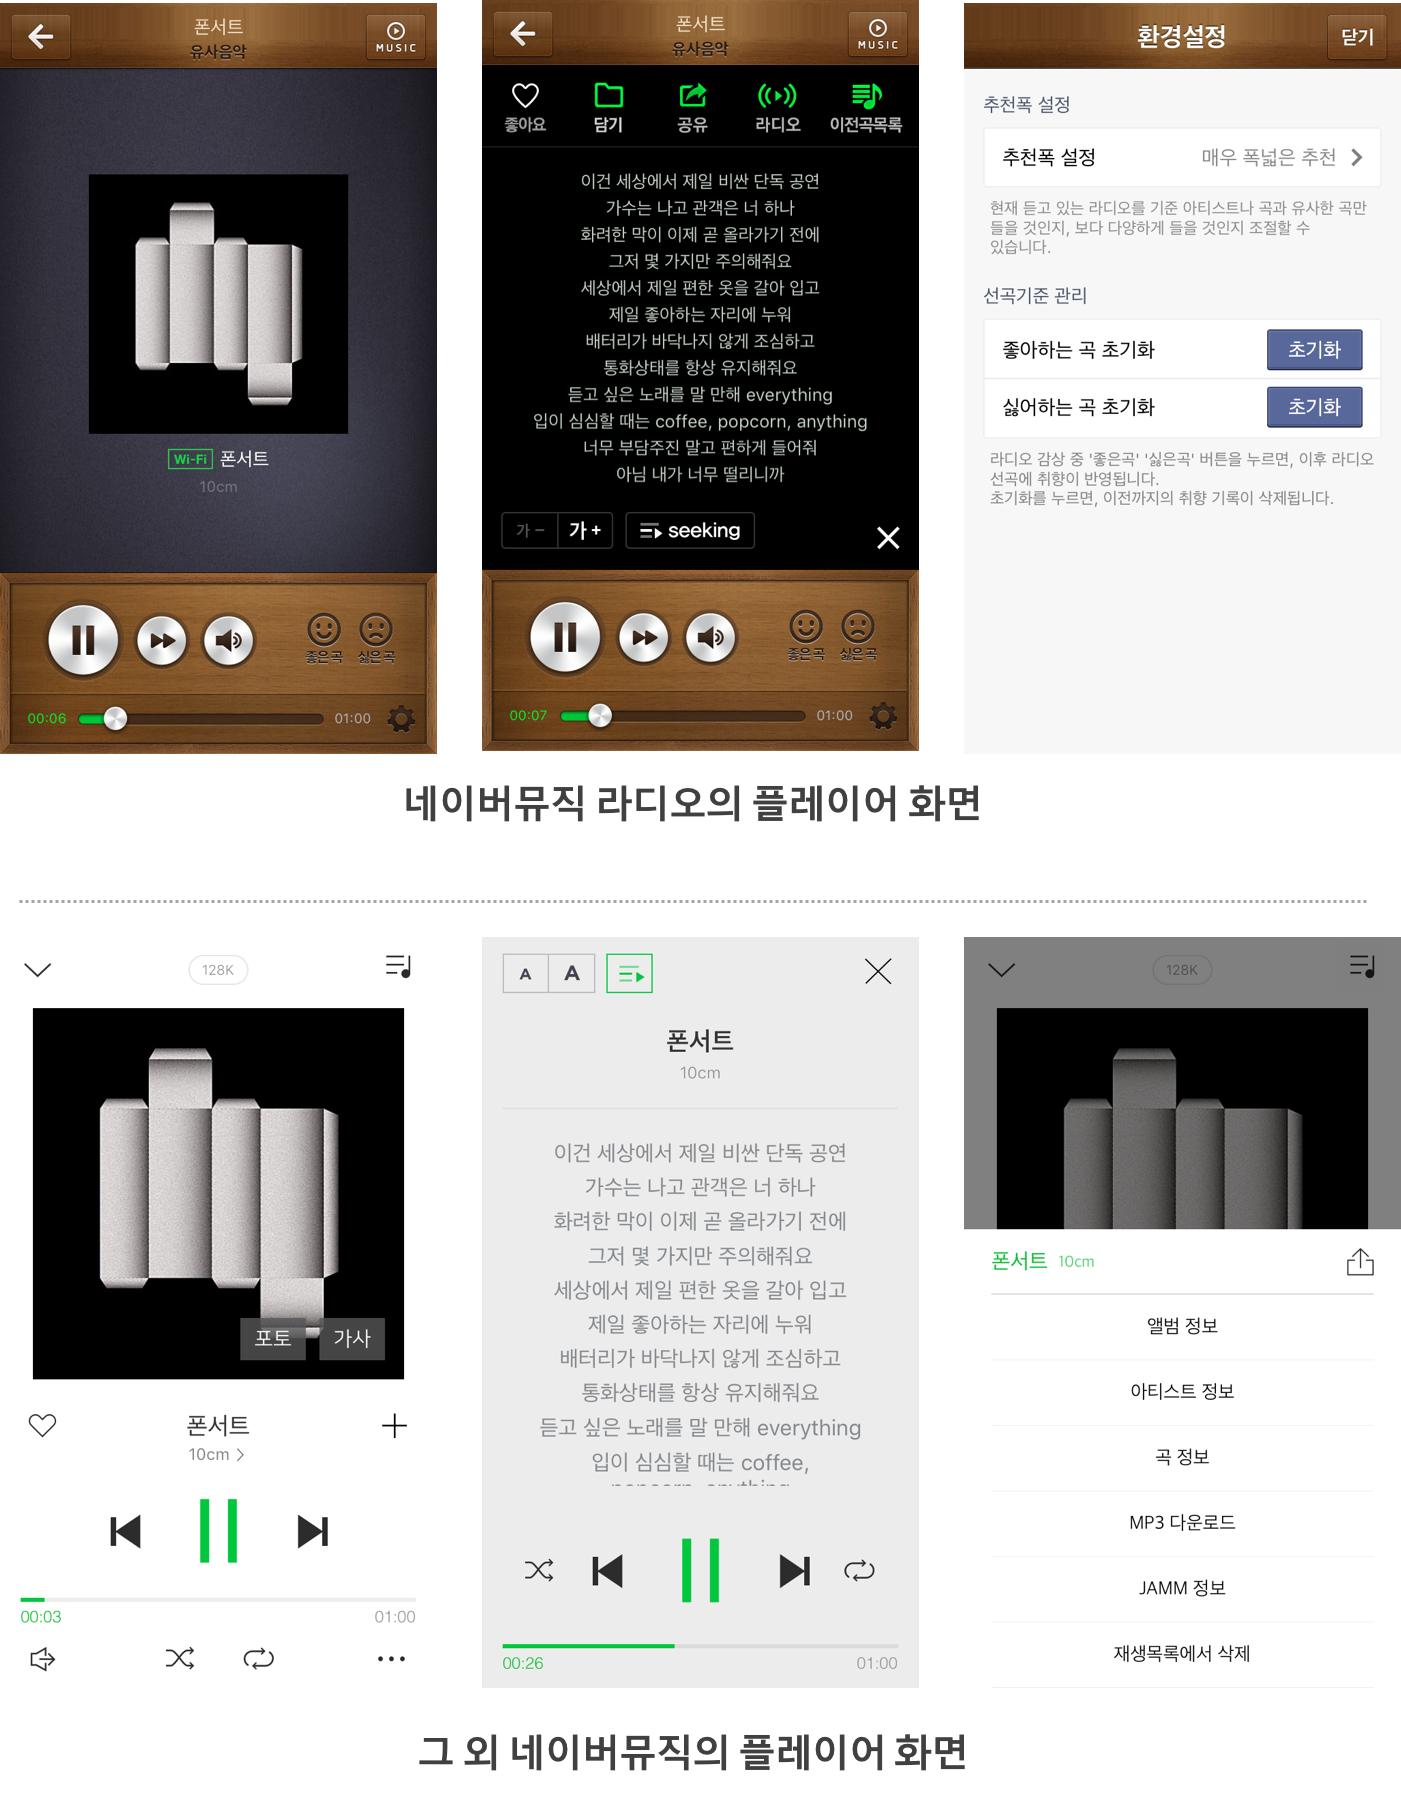 폰서트
유사음악
MUSIC
Wi-Fi 폰서트
10cm
좋은곡 싫은곡
00:06 01:00
폰서트
유사음악
MUSIC
좋아요 담기 공유 라디오 이전곡목록
이건 세상에서 제일 비싼 단독 공연
가수는 나고 관객은 너 하나
화려한 막이 이제 곧 올라가기 전에
그저 몇 가지만 주의해줘요
세상에서 제일 편한 옷을 갈아 입고
제일 좋아하는 자리에 누워
배터리가 바닥나지 않게 조심하고
통화상태를 항상 유지해줘요
듣고 싶은 노래를 말 만해 everything
입이 심심할 때는 coffee, popcorn, anything
너무 부담주진 말고 편하게 들어줘
아님 내가 너무 떨리니까
가 - 가 + seeking
좋은곡 싫은곡
00:07 01:00
환경설정 닫기
추천폭 설정
추천폭 설정 매우 폭넓은 추천
현재 듣고 있는 라디오를 기준 아티스트나 곡과 유사한 곡만
들을 것인지, 보다 다양하게 들을 것인지 조절할 수
있습니다.
선곡기준 관리
좋아하는 곡 초기화 초기화
싫어하는 곡 초기화 초기화
라디오 감상 중 '좋은곡' '싫은곡' 버튼을 누르면, 이후 라디오
선곡에 취향이 반영됩니다.
초기화를 누르면, 이전까지의 취향 기록이 삭제됩니다.
네이버뮤직 라디오의 플레이어 화면
128K
포토 가사
폰서트
10cm >
00:03 01:00
A A
폰서트
10cm
이건 세상에서 제일 비싼 단독 공연
가수는 나고 관객은 너 하나
화려한 막이 이제 곧 올라가기 전에
그저 몇 가지만 주의해줘요
세상에서 제일 편한 옷을 갈아 입고
제일 좋아하는 자리에 누워
배터리가 바닥나지 않게 조심하고
통화상태를 항상 유지해줘요
듣고 싶은 노래를 말 만해 everything
입이 심심할 때는 coffee,
popcorn, anything
00:26 01:00
128K
폰서트 10cm
앨범 정보
아티스트 정보
곡 정보
MP3 다운로드
JAMM 정보
재생목록에서 삭제
그 외 네이버뮤직의 플레이어 화면